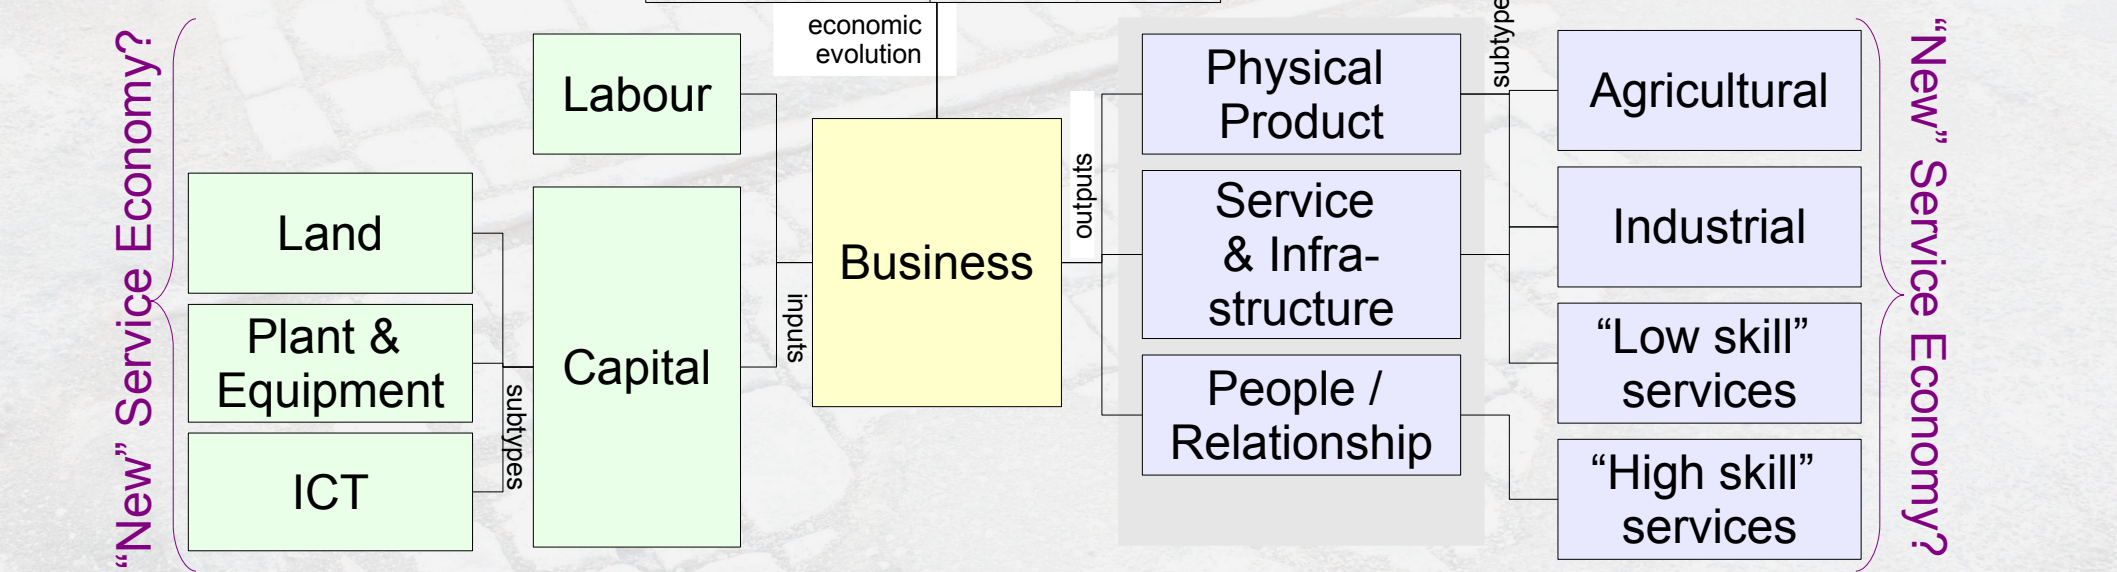 “New” Service Economy?
economic
evolution
Labour
Land
Plant &
Equipment
ICT
subtypes
Capital
inputs
Business
outputs
Physical
Product
Service
& Infra-
structure
People /
Relationship
subtype
Agricultural
Industrial
“Low skill”
services
“High skill”
services
“New” Service Economy?